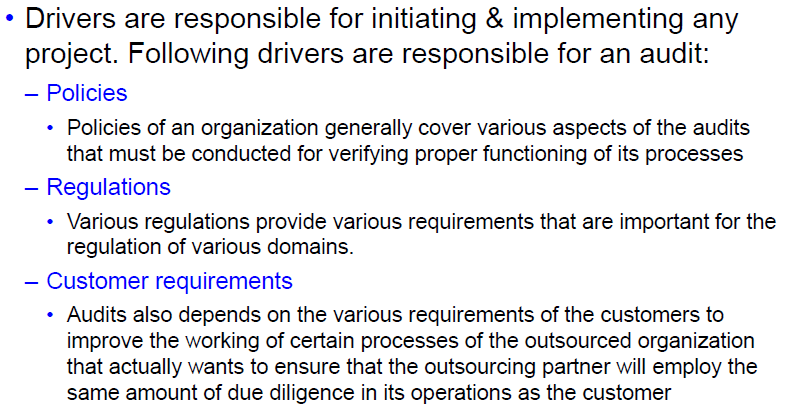 • Drivers are responsible for initiating & implementing any
project. Following drivers are responsible for an audit:
– Policies
• Policies of an organization generally cover various aspects of the audits
that must be conducted for verifying proper functioning of its processes
– Regulations
• Various regulations provide various requirements that are important for the
regulation of various domains.
– Customer requirements
• Audits also depends on the various requirements of the customers to
improve the working of certain processes of the outsourced organization
that actually wants to ensure that the outsourcing partner will employ the
same amount of due diligence in its operations as the customer